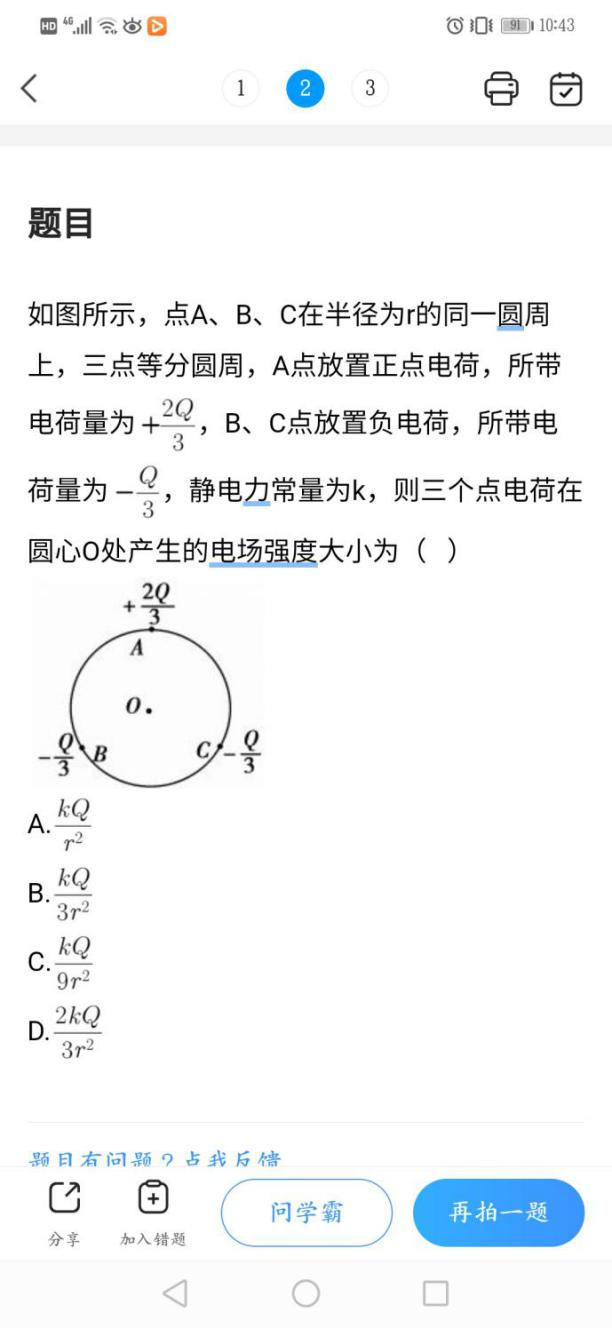 HD 4G 91 10:43
1 2 3
题目
如图所示，点A、B、C在半径为r的同一圆周
上，三点等分圆周，A点放置正点电荷，所带
电荷量为 +2Q/3，B、C点放置负电荷，所带电
荷量为 -Q/3，静电力常量为k，则三个点电荷在
圆心O处产生的电场强度大小为（ ）
+2Q/3
A
O
-Q/3 B C -Q/3
A. kQ/r²
B. kQ/3r²
C. kQ/9r²
D. 2kQ/3r²
题目有问题？点我反馈
分享 加入错题 问学霸 再拍一题